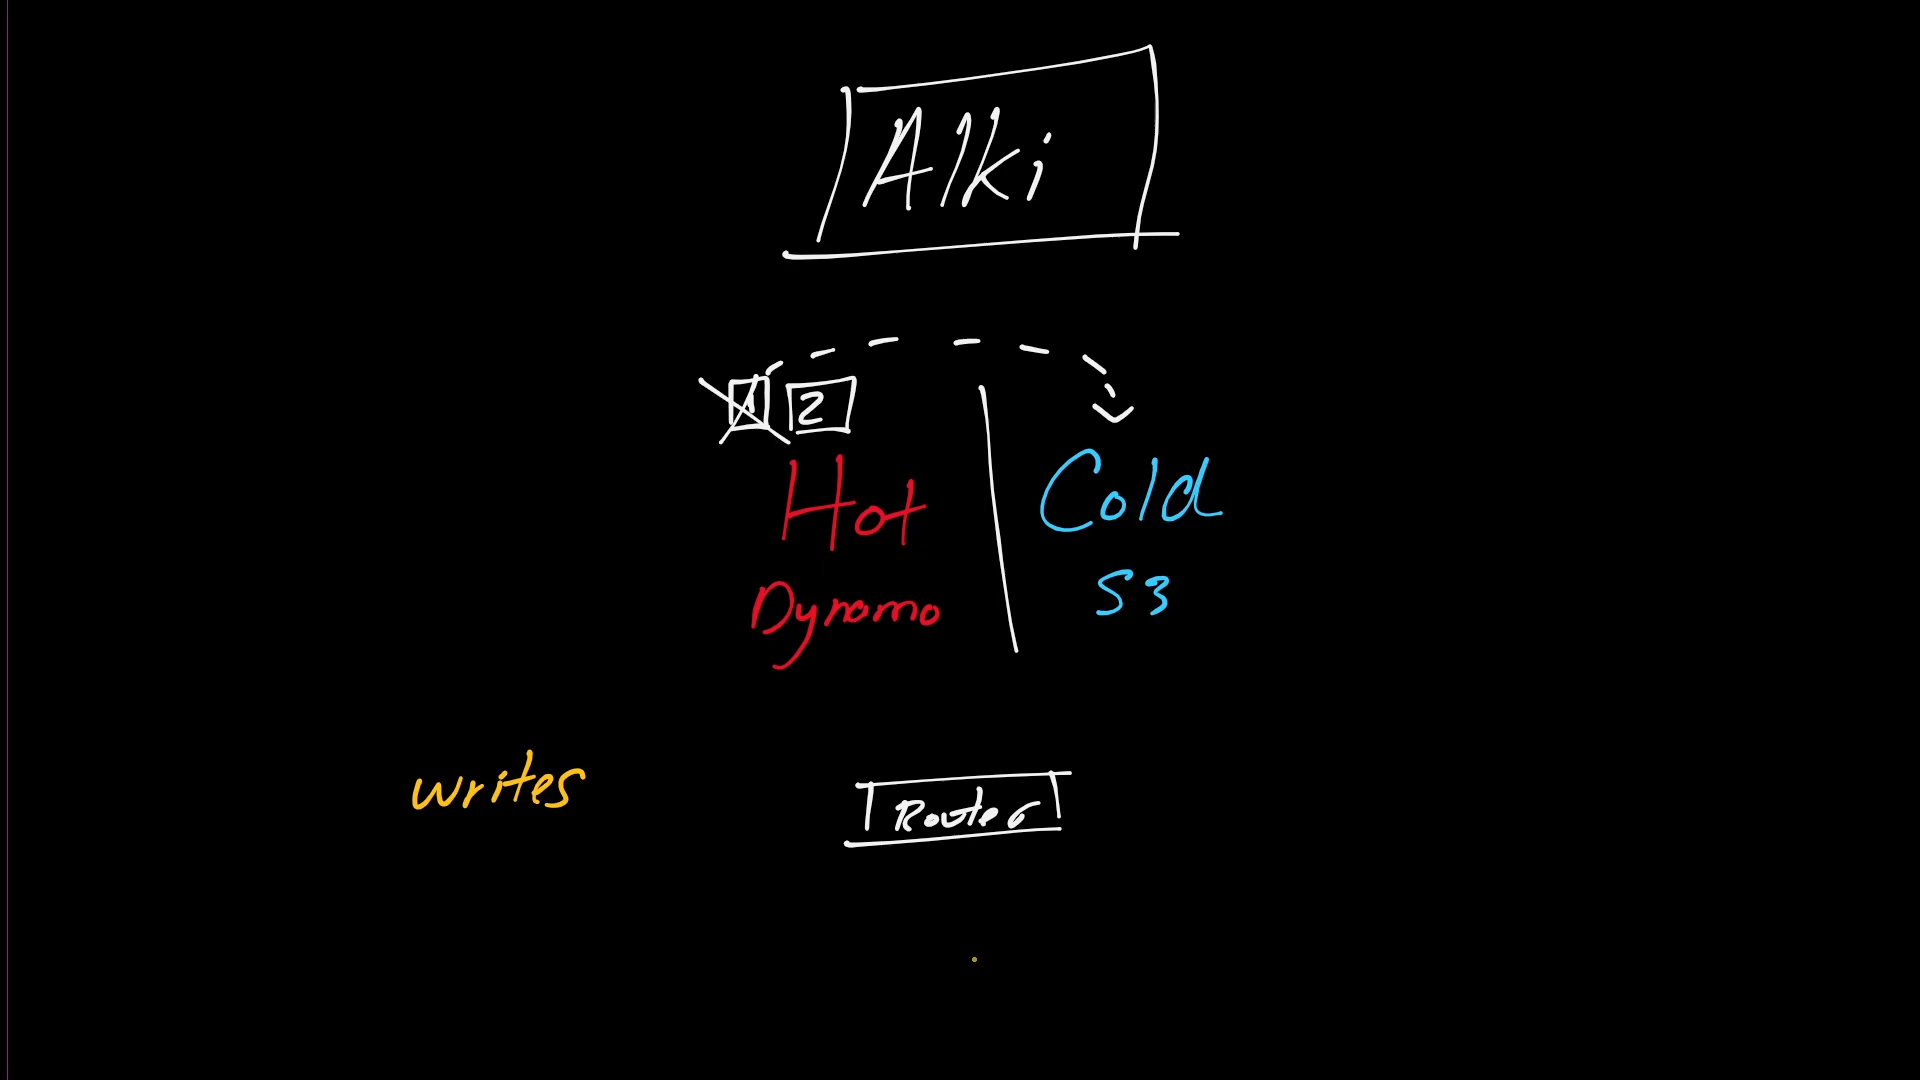 Alki
1 2
Hot Cold
Dynamo S3
writes
Router